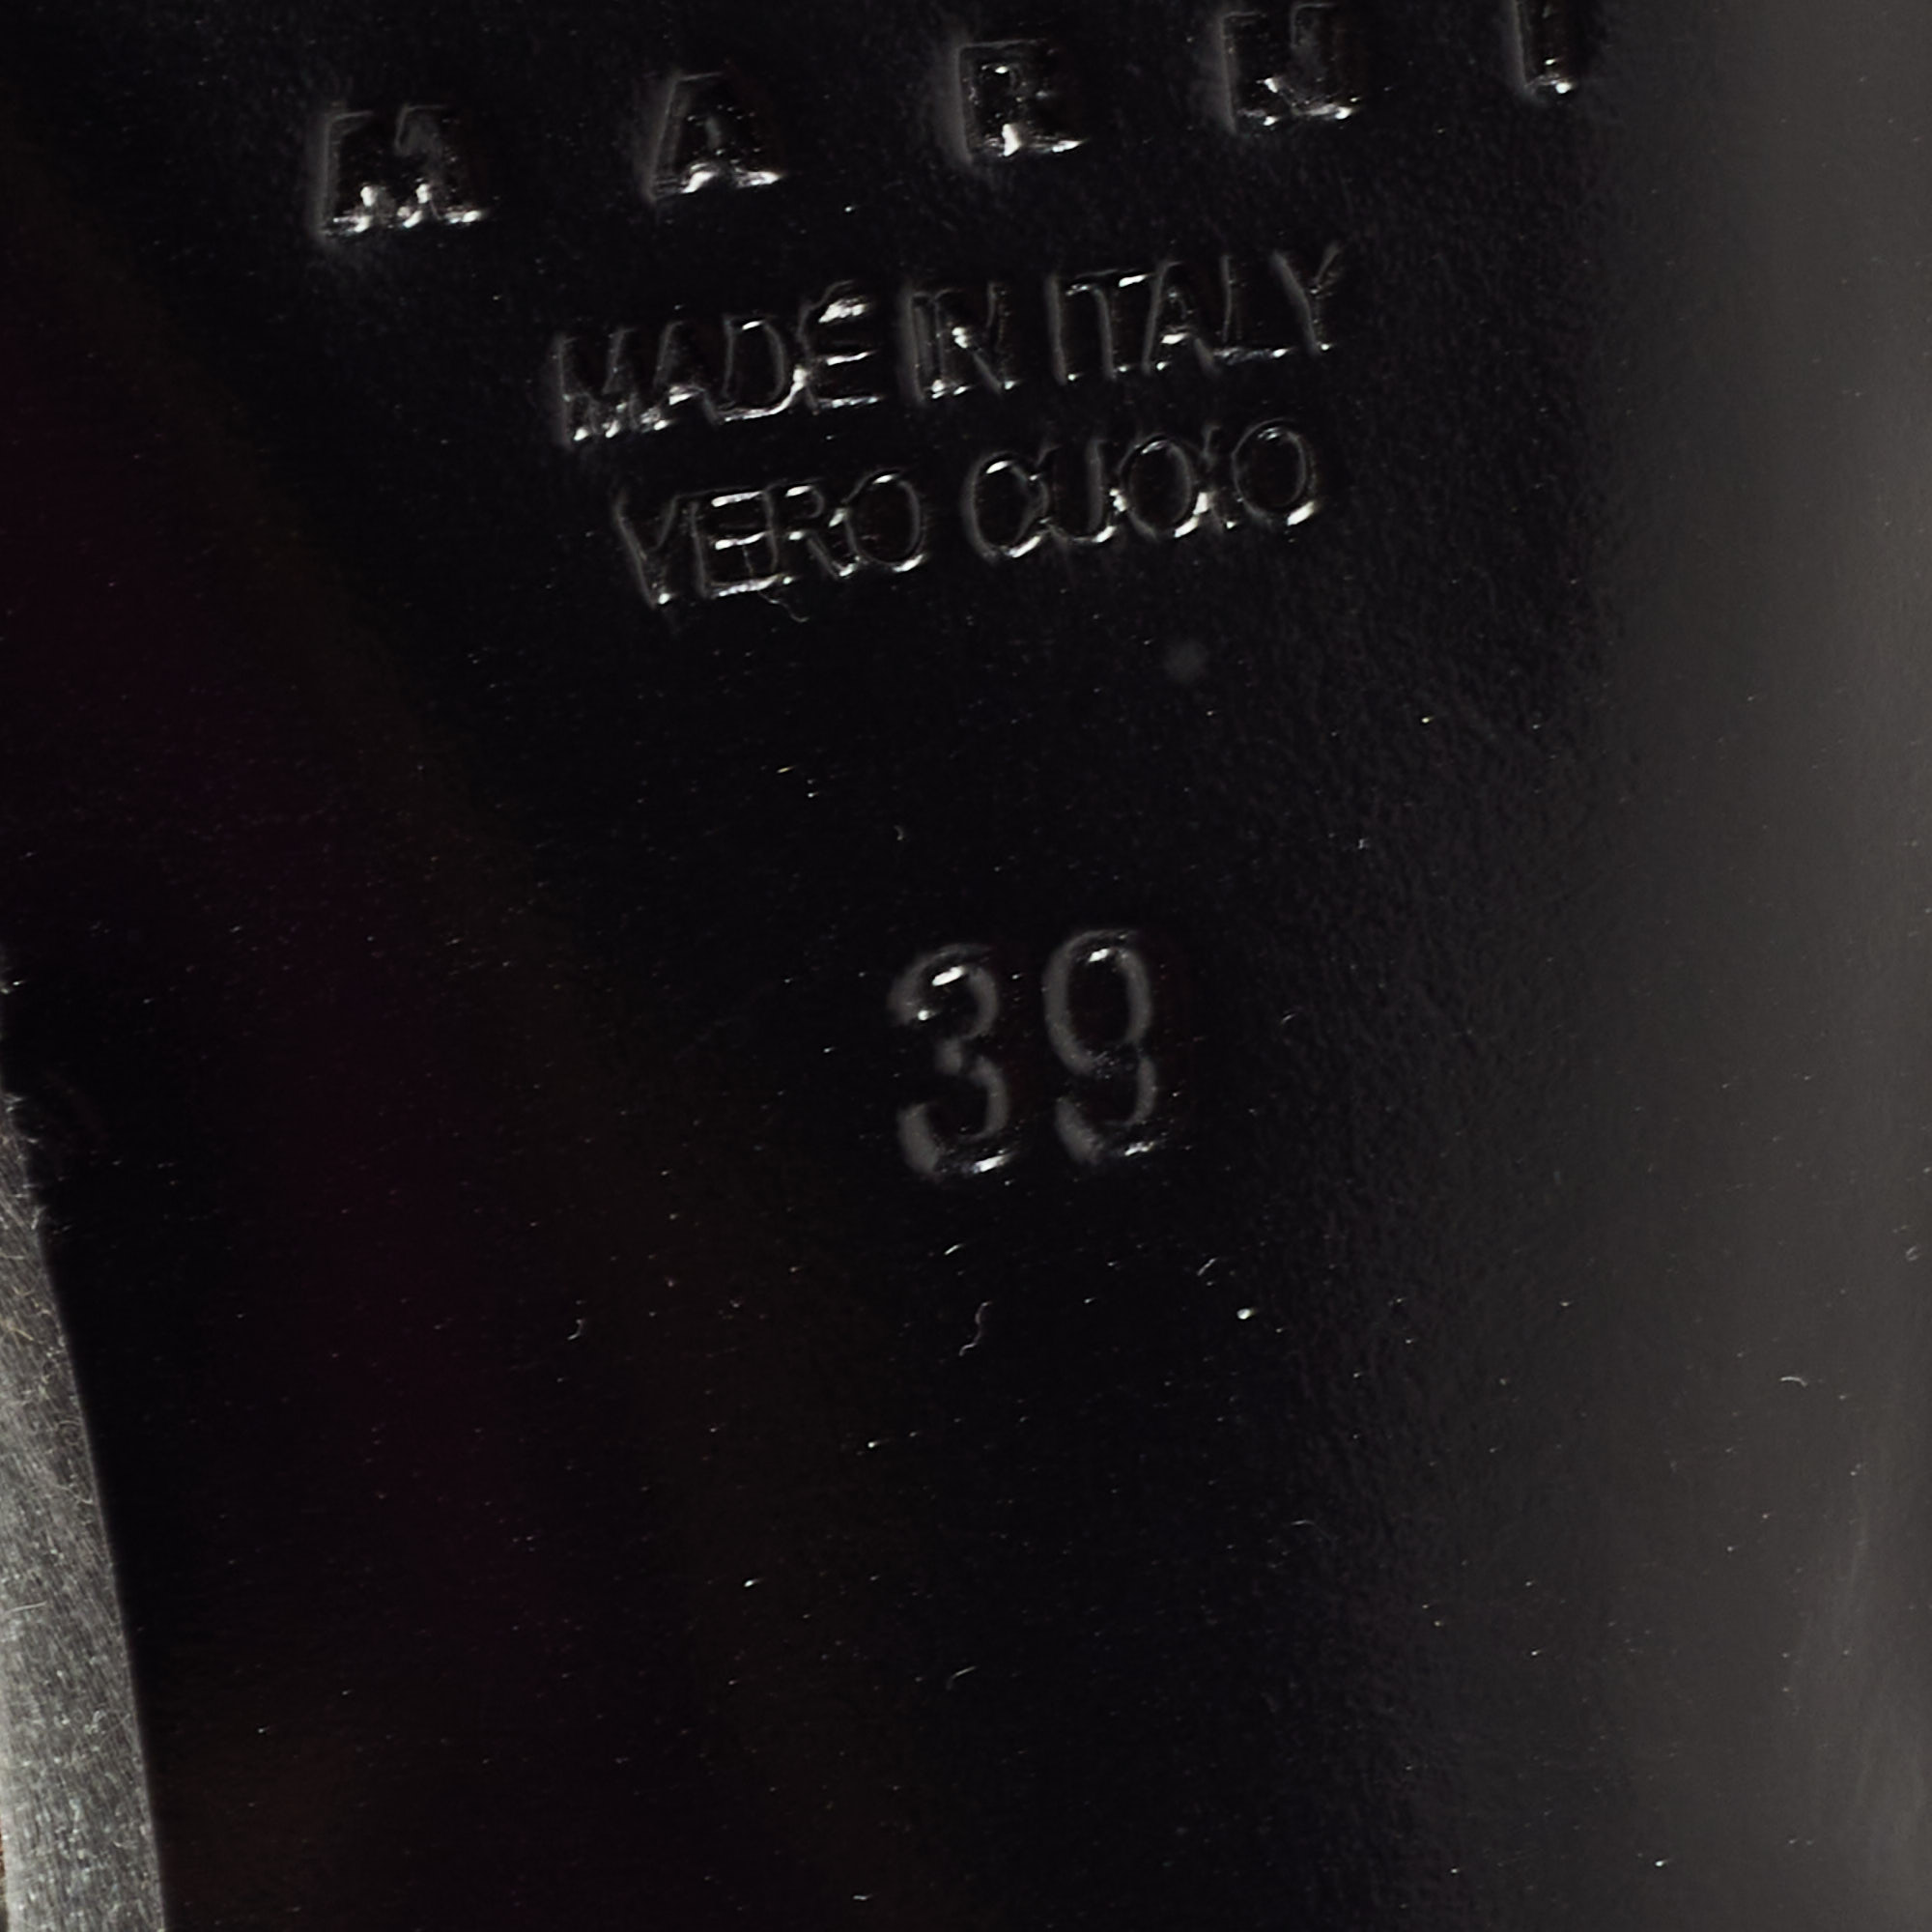 MARNI
MADE IN ITALY
VERO CUOIO
39